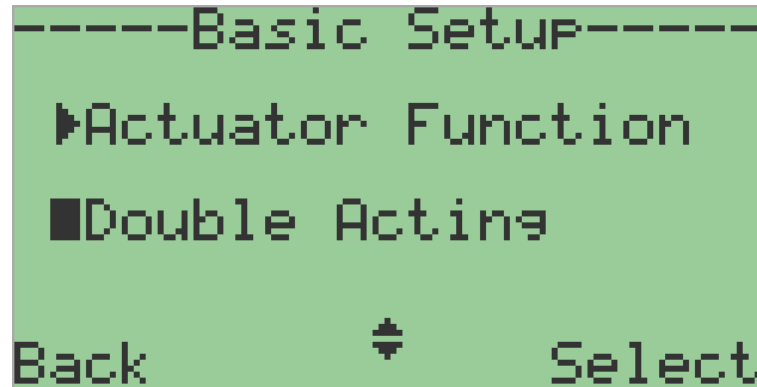 -----Basic Setup-----
Actuator Function
Double Acting
Back Select